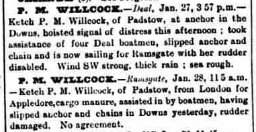 P. M. WILLCOCK.—Deal, Jan. 27, 3 57 p.m.—
Ketch P. M. Willcock, of Padstow, at anchor in the
Downs, hoisted signal of distress this afternoon; took
assistance of four Deal boatmen, slipped anchor and
chain and is now sailing for Ramsgate with her rudder
disabled. Wind SW strong, thick rain; sea rough.
P. M. WILLCOCK.—Ramsgate, Jan. 28, 11 5 a.m.
—Ketch P. M. Willcock, of Padstow, from London for
Appledore, cargo manure, assisted in by boatmen, having
slipped anchor and chains in Downs yesterday, rudder
damaged. No agreement.